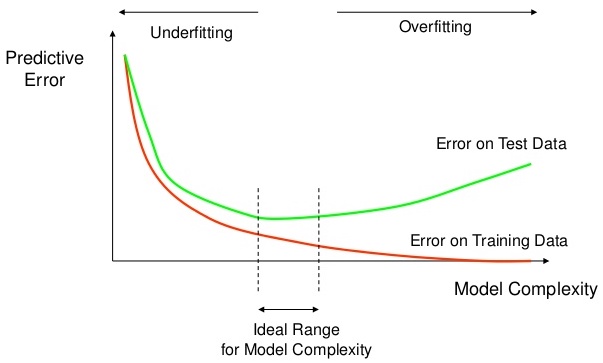 Underfitting
Overfitting
Predictive
Error
Error on Test Data
Error on Training Data
Model Complexity
Ideal Range
for Model Complexity